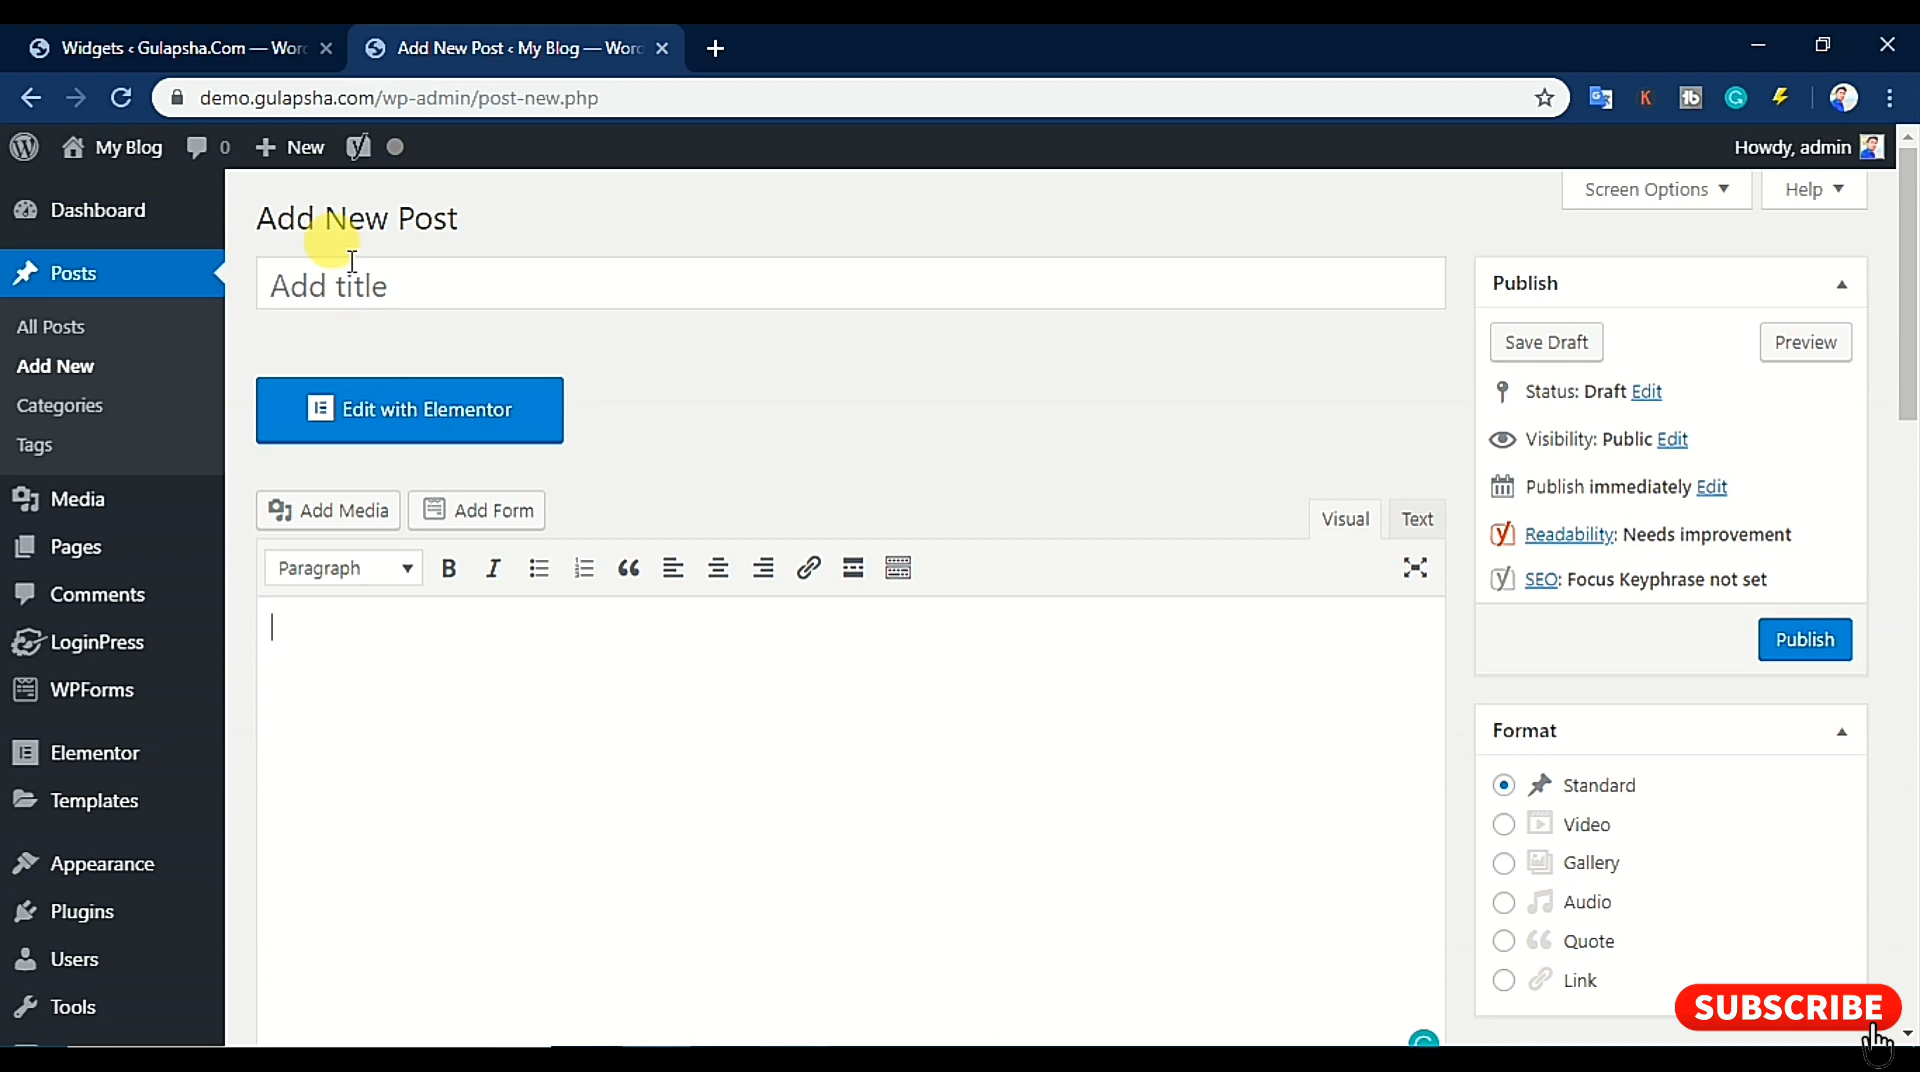 Widgets ‹ Gulapsha.Com — Wor
Add New Post ‹ My Blog — Word
demo.gulapsha.com/wp-admin/post-new.php
My Blog 0 New
Howdy, admin
Screen Options Help
Dashboard
Posts
All Posts
Add New
Categories
Tags
Media
Pages
Comments
LoginPress
WPForms
Elementor
Templates
Appearance
Plugins
Users
Tools
Add New Post
Add title
Edit with Elementor
Add Media Add Form
Visual Text
Paragraph B I
Publish
Save Draft Preview
Status: Draft Edit
Visibility: Public Edit
Publish immediately Edit
Readability: Needs improvement
SEO: Focus Keyphrase not set
Publish
Format
Standard
Video
Gallery
Audio
Quote
Link
SUBSCRIBE